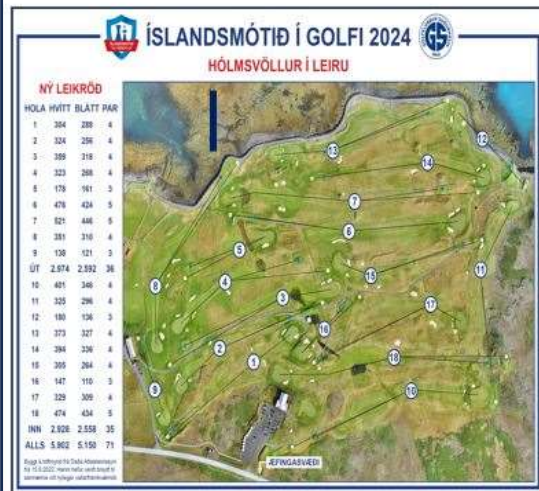 ÍSLANDSMÓTIÐ Í GOLFI 2024
HÓLMSVÖLLUR Í LEIRU
NÝ LEIKRÖÐ
HOLA HVÍTT BLÁTT PAR
1 304 288 4
2 324 256 4
3 399 318 4
4 323 268 4
5 178 161 3
6 476 424 5
7 521 446 5
8 351 310 4
9 138 121 3
ÚT 2.974 2.592 36
10 401 346 4
11 325 296 4
12 180 136 3
13 373 327 4
14 394 336 4
15 305 264 4
16 147 110 3
17 329 309 4
18 474 434 5
INN 2.928 2.558 35
ALLS 5.902 5.150 71
13
12
14
7
6
5
15
11
4
8
3
17
16
2
1
18
9
10
ÆFINGASVÆÐI